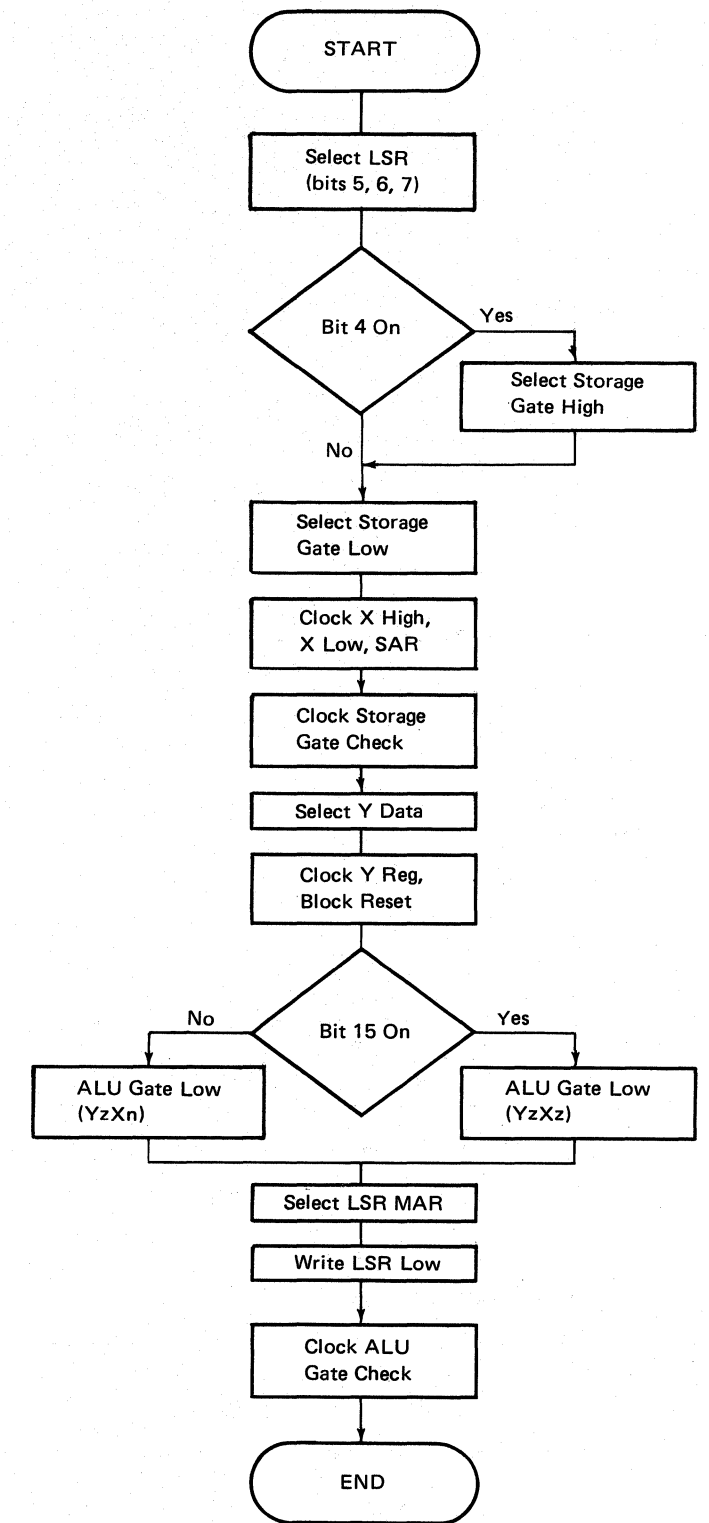 START
Select LSR
(bits 5, 6, 7)
Bit 4 On
Yes
Select Storage
Gate High
No
Select Storage
Gate Low
Clock X High,
X Low, SAR
Clock Storage
Gate Check
Select Y Data
Clock Y Reg,
Block Reset
No
Bit 15 On
Yes
ALU Gate Low
(YzXn)
ALU Gate Low
(YzXz)
Select LSR MAR
Write LSR Low
Clock ALU
Gate Check
END